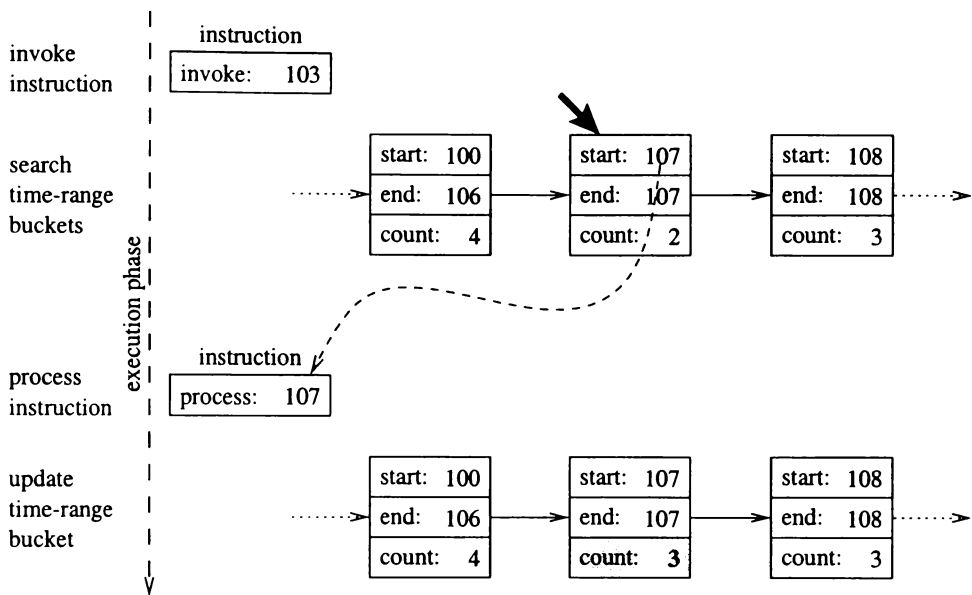 invoke
instruction
instruction
invoke: 103
search
time-range
buckets
start: 100
end: 106
count: 4
start: 107
end: 107
count: 2
start: 108
end: 108
count: 3
execution phase
process
instruction
instruction
process: 107
update
time-range
bucket
start: 100
end: 106
count: 4
start: 107
end: 107
count: 3
start: 108
end: 108
count: 3